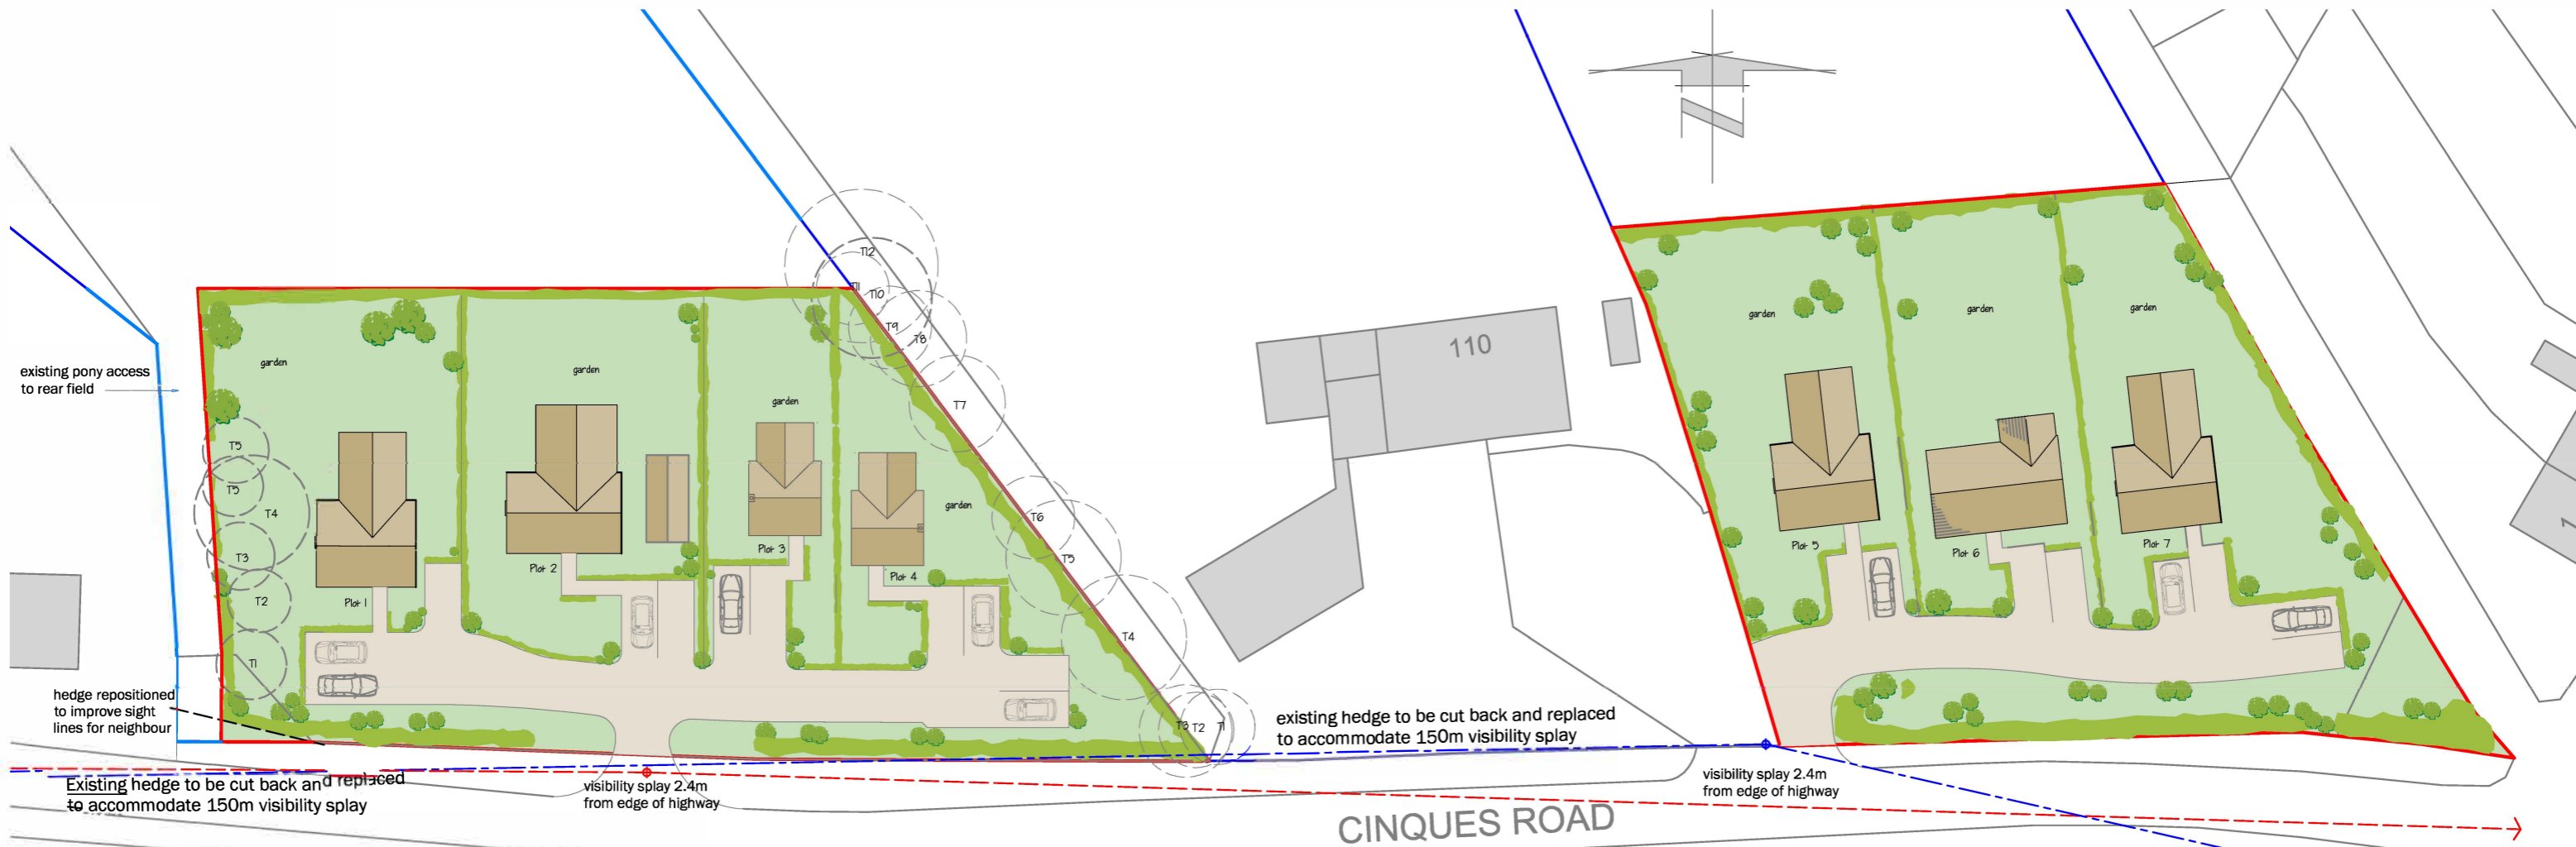 110
existing pony access
to rear field
garden
garden
garden
garden
garden
garden
garden
T12
T11
T10
T9
T8
T7
T6
T5
T4
T3
T2
T1
T5
T5
T4
T3
T2
T1
Plot 1
Plot 2
Plot 3
Plot 4
Plot 5
Plot 6
Plot 7
hedge repositioned
to improve sight
lines for neighbour
existing hedge to be cut back and replaced
to accommodate 150m visibility splay
Existing hedge to be cut back and replaced
to accommodate 150m visibility splay
visibility splay 2.4m
from edge of highway
visibility splay 2.4m
from edge of highway
CINQUES ROAD
N